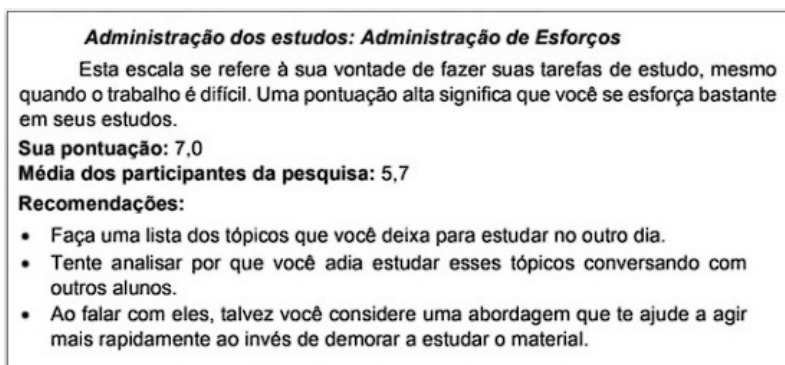 Administração dos estudos: Administração de Esforços
Esta escala se refere à sua vontade de fazer suas tarefas de estudo, mesmo
quando o trabalho é difícil. Uma pontuação alta significa que você se esforça bastante
em seus estudos.
Sua pontuação: 7,0
Média dos participantes da pesquisa: 5,7
Recomendações:
• Faça uma lista dos tópicos que você deixa para estudar no outro dia.
• Tente analisar por que você adia estudar esses tópicos conversando com
outros alunos.
• Ao falar com eles, talvez você considere uma abordagem que te ajude a agir
mais rapidamente ao invés de demorar a estudar o material.